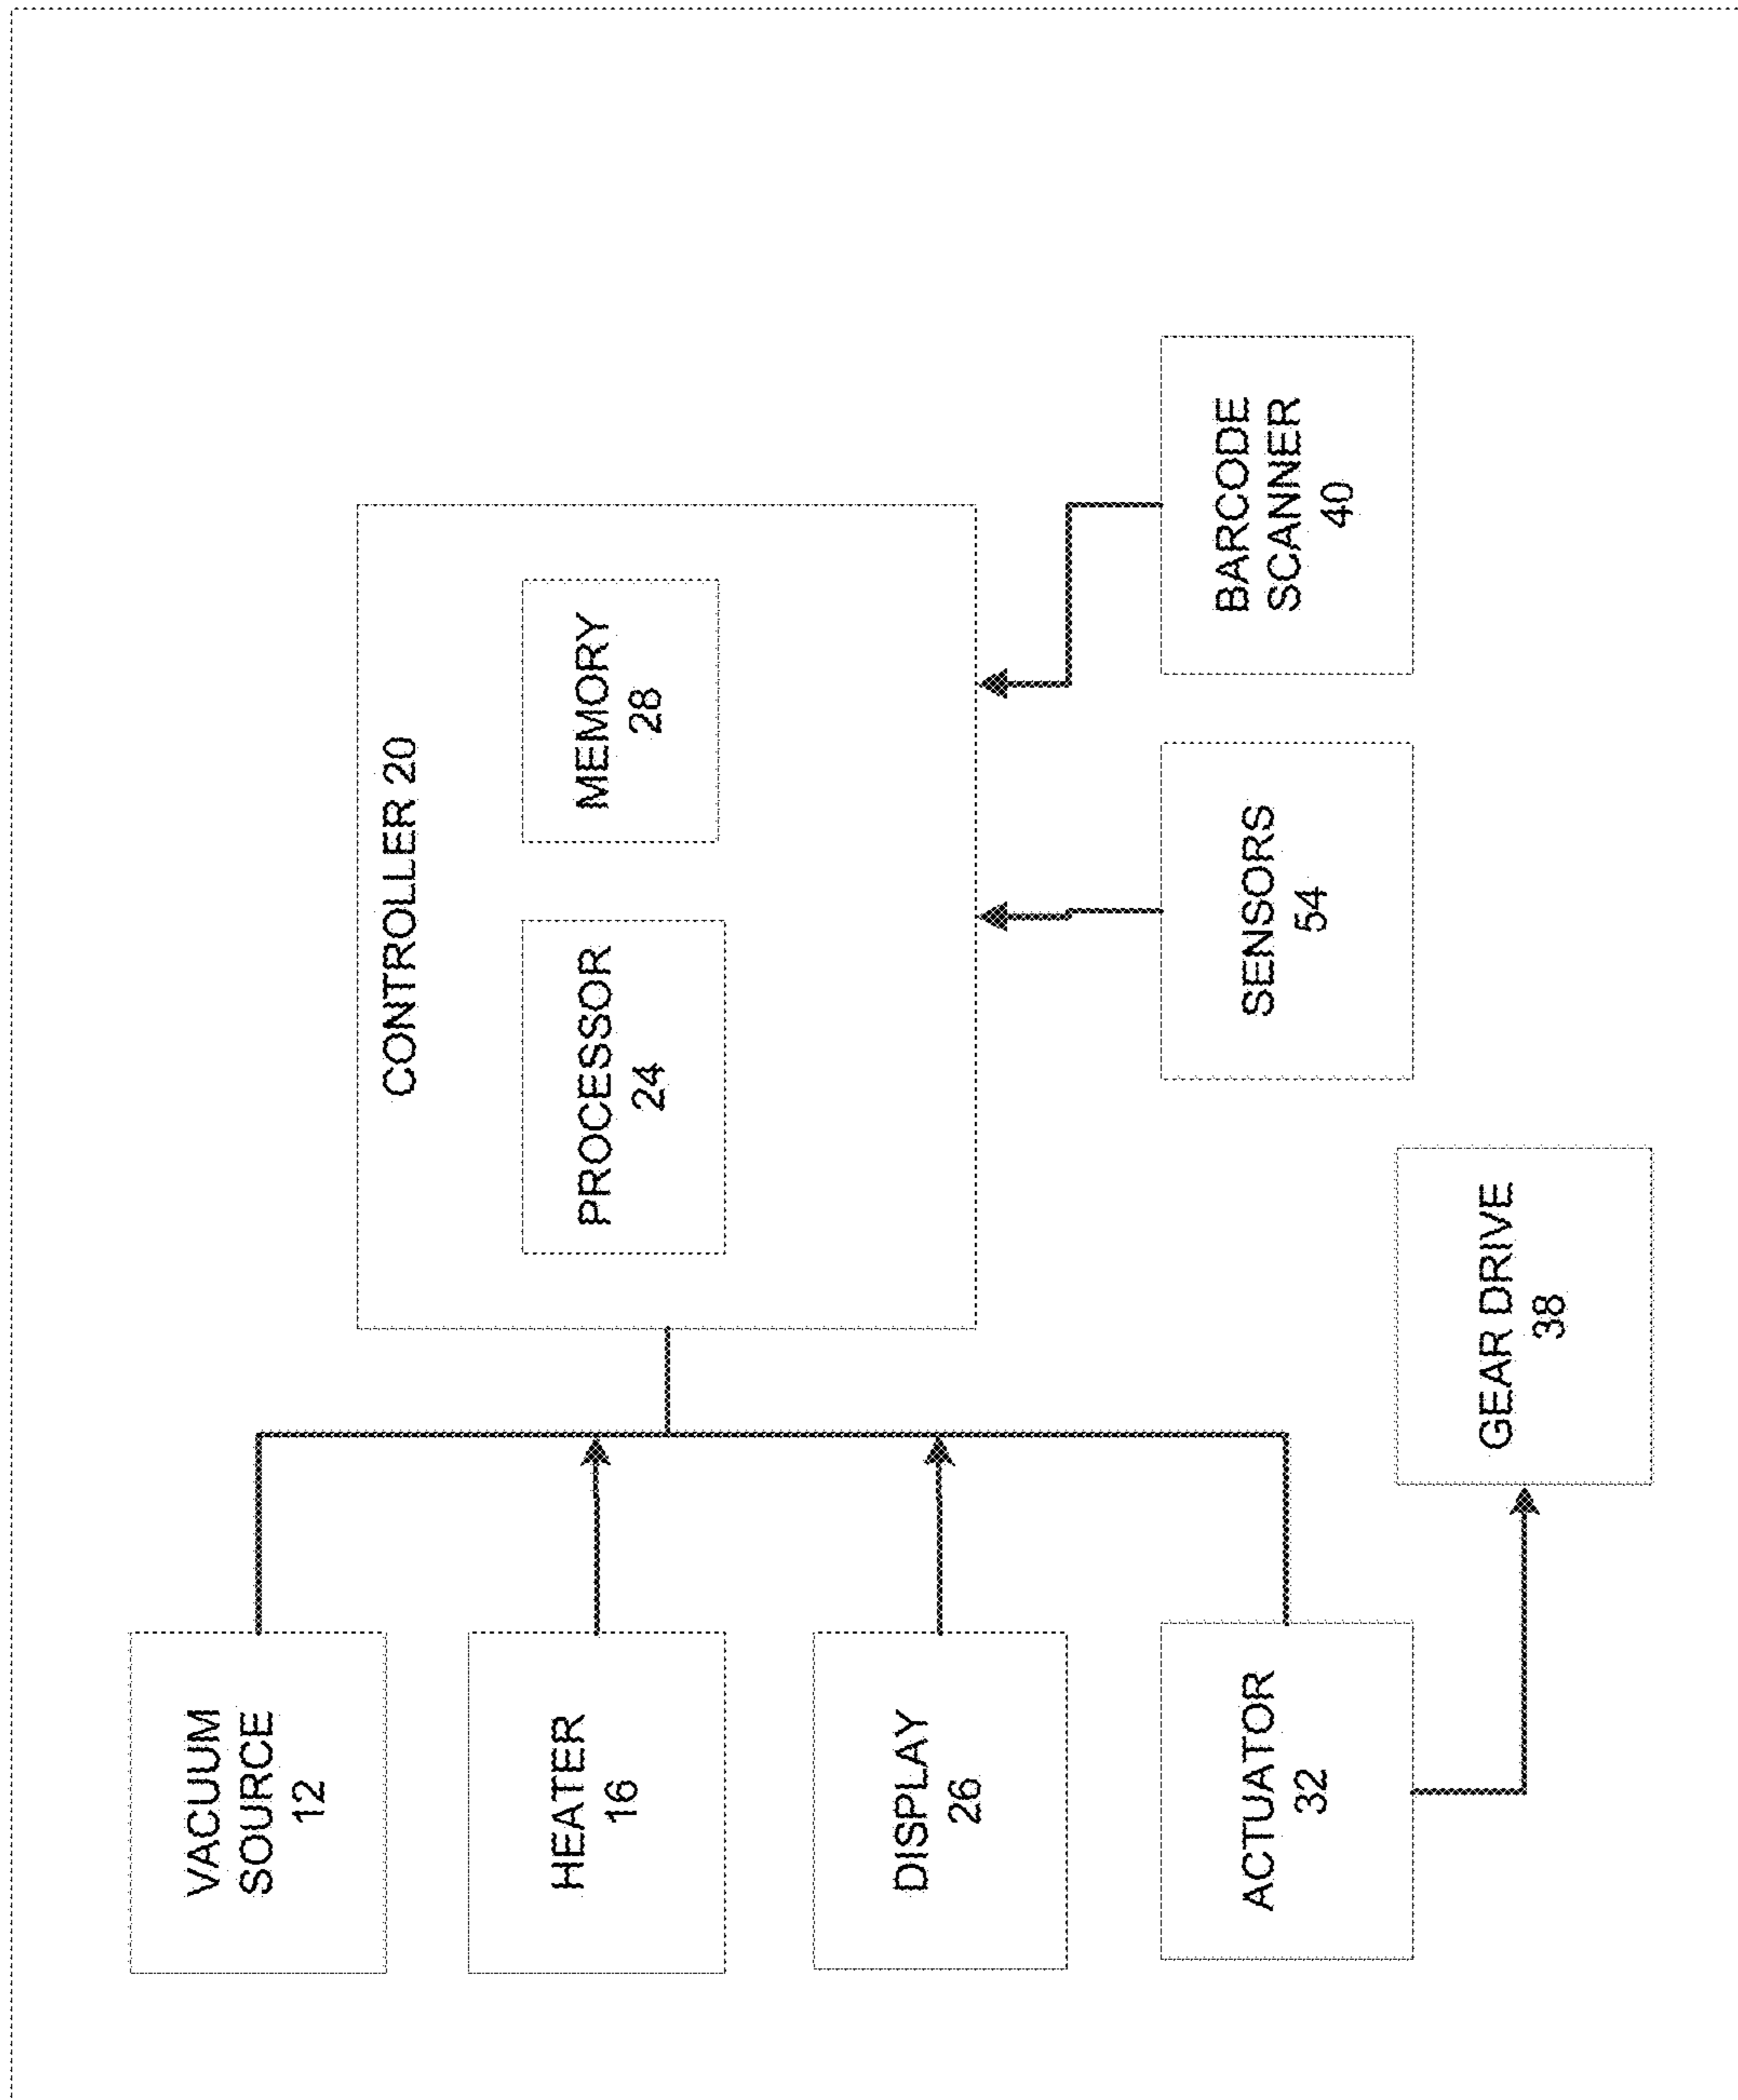 VACUUM
SOURCE
12
HEATER
16
DISPLAY
26
ACTUATOR
32
CONTROLLER 20
PROCESSOR
24
MEMORY
28
GEAR DRIVE
38
SENSORS
54
BARCODE
SCANNER
40